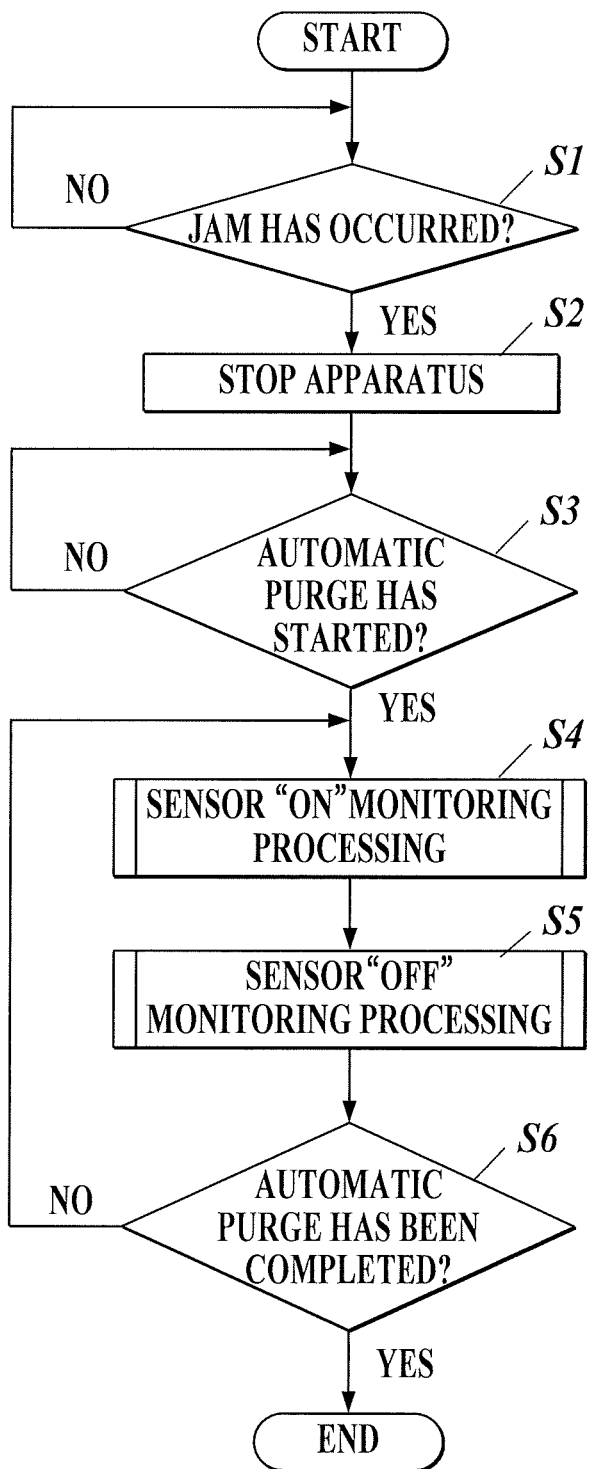 START
S1
NO
JAM HAS OCCURRED?
YES
S2
STOP APPARATUS
S3
NO
AUTOMATIC
PURGE HAS
STARTED?
YES
S4
SENSOR “ON”MONITORING
PROCESSING
S5
SENSOR“OFF”
MONITORING PROCESSING
S6
NO
AUTOMATIC
PURGE HAS BEEN
COMPLETED?
YES
END